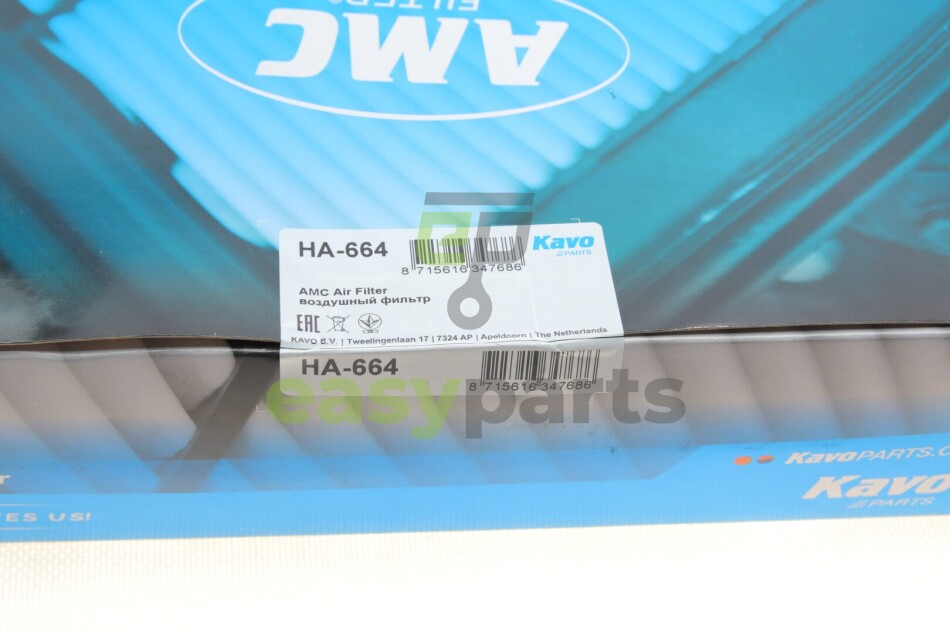 AMC
FILTER®
HA-664
Kavo
PARTS
8 715616 347686
AMC Air Filter
воздушный фильтр
EAC
KAVO B.V. | Tweelingenlaan 17 | 7324 AP | Apeldoorn | The Netherlands
HA-664
8 715616 347686
easyparts
KavoPARTS.C
Kavo
PARTS
ES US!